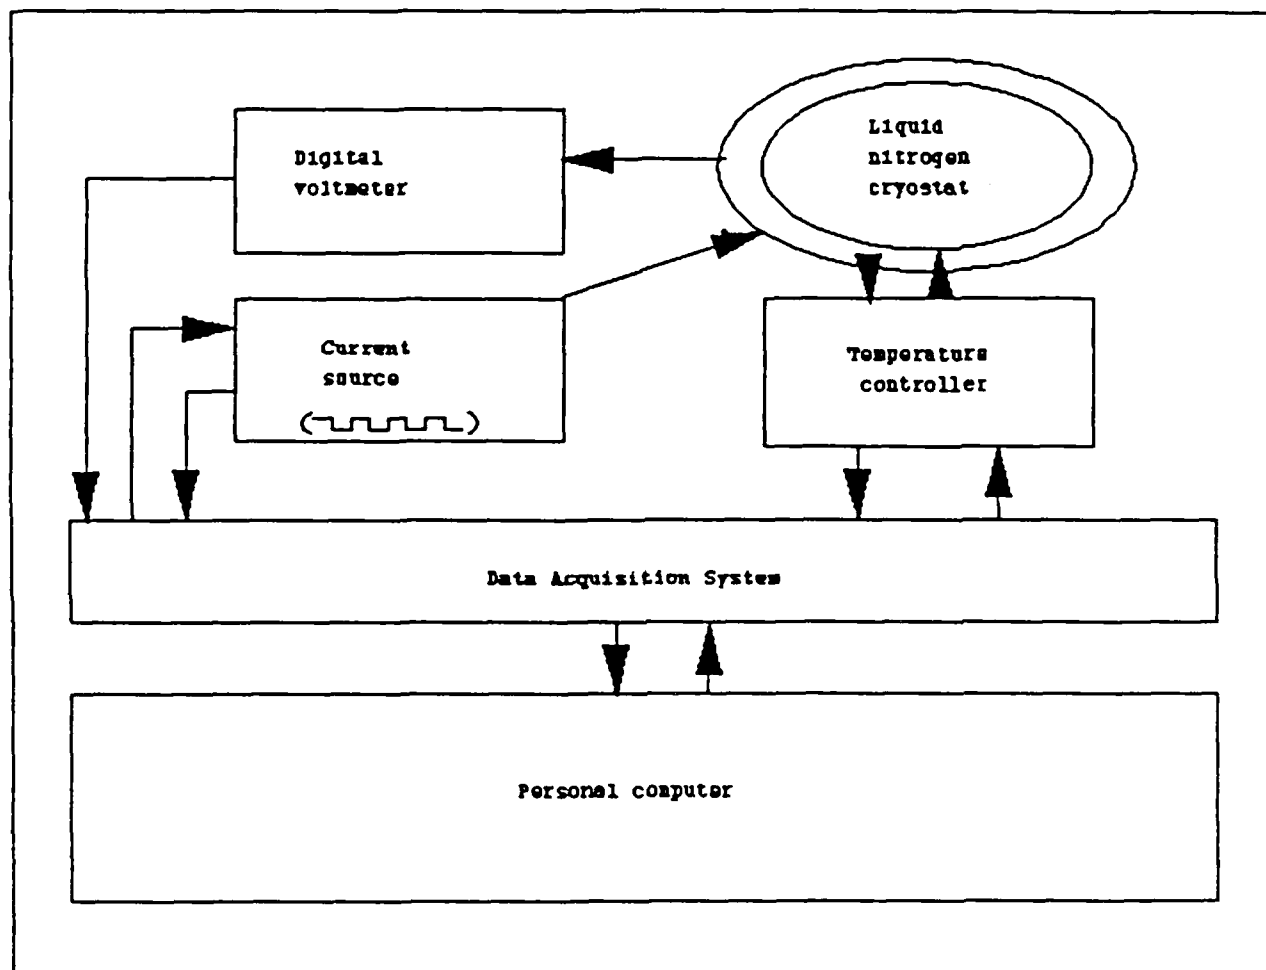 Digital
voltmeter
Liquid
nitrogen
cryostat
Current
source
Temperature
controller
Data Acquisition System
Personal computer